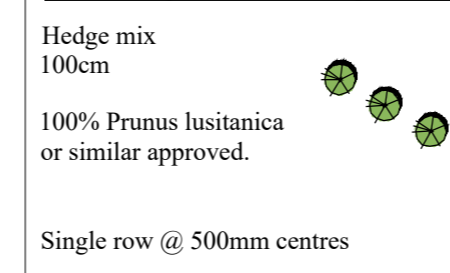 Hedge mix
100cm
100% Prunus lusitanica
or similar approved.
Single row @ 500mm centres